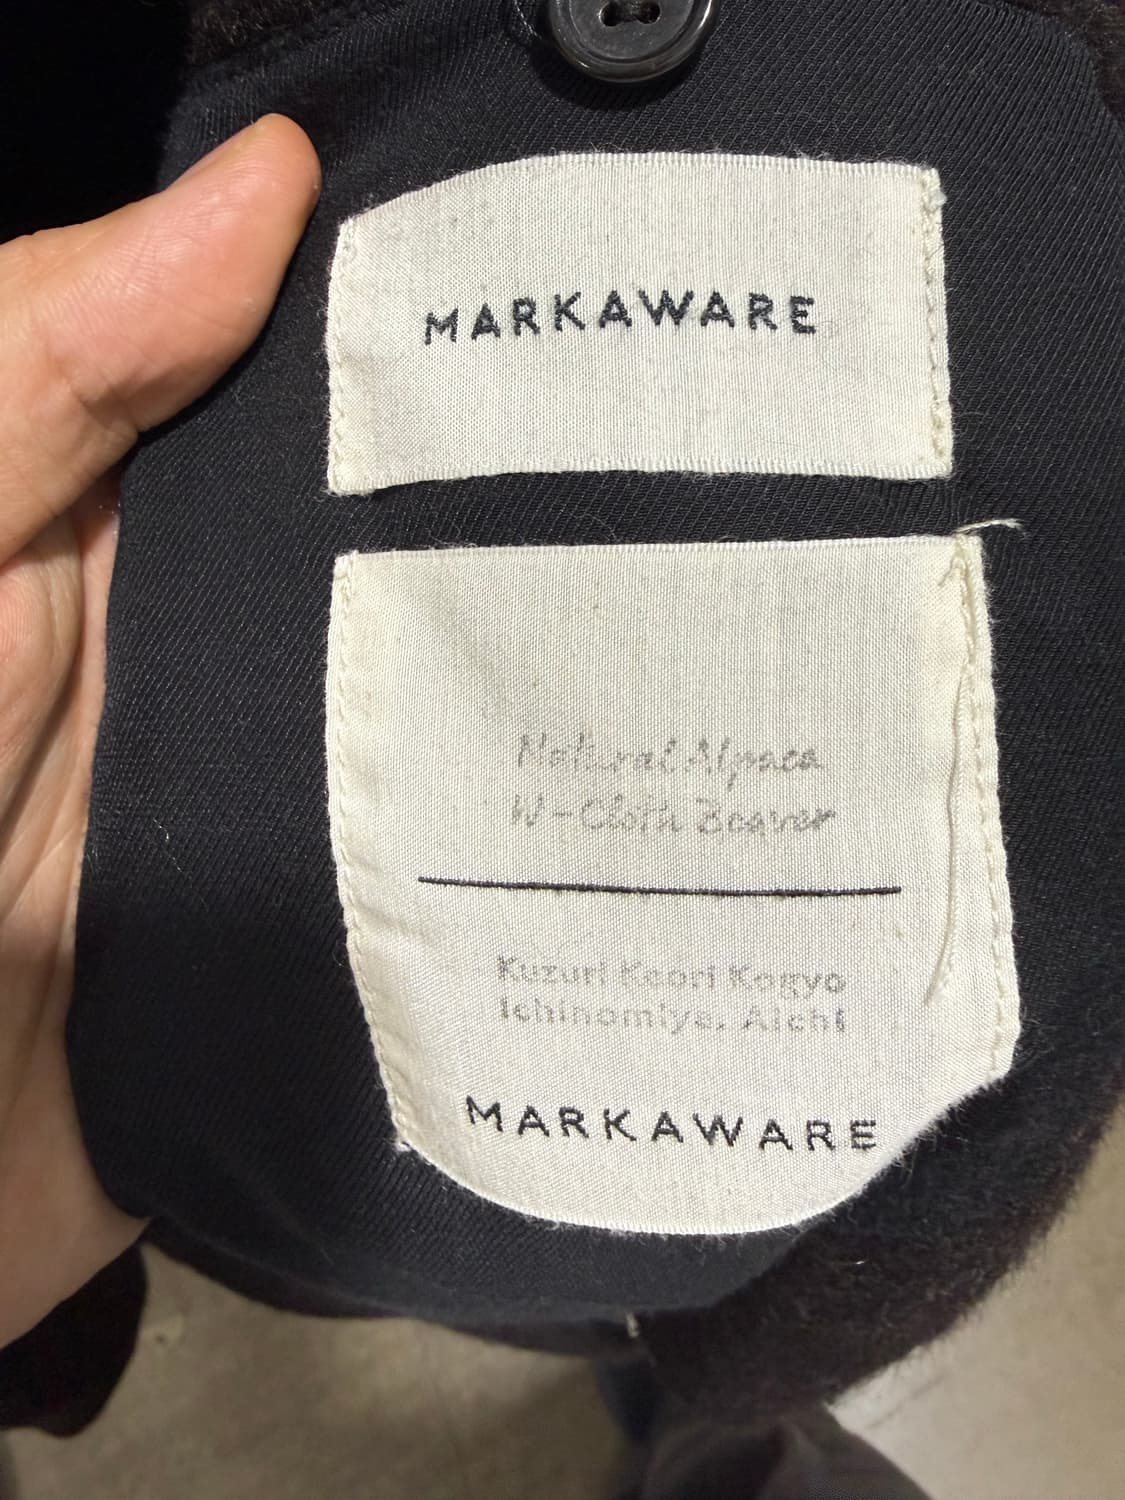 MARKAWARE
Natural Alpaca
W-Cloth Beaver
Kuzuri Keori Kogyo
Ichinomiya, Aichi
MARKAWARE